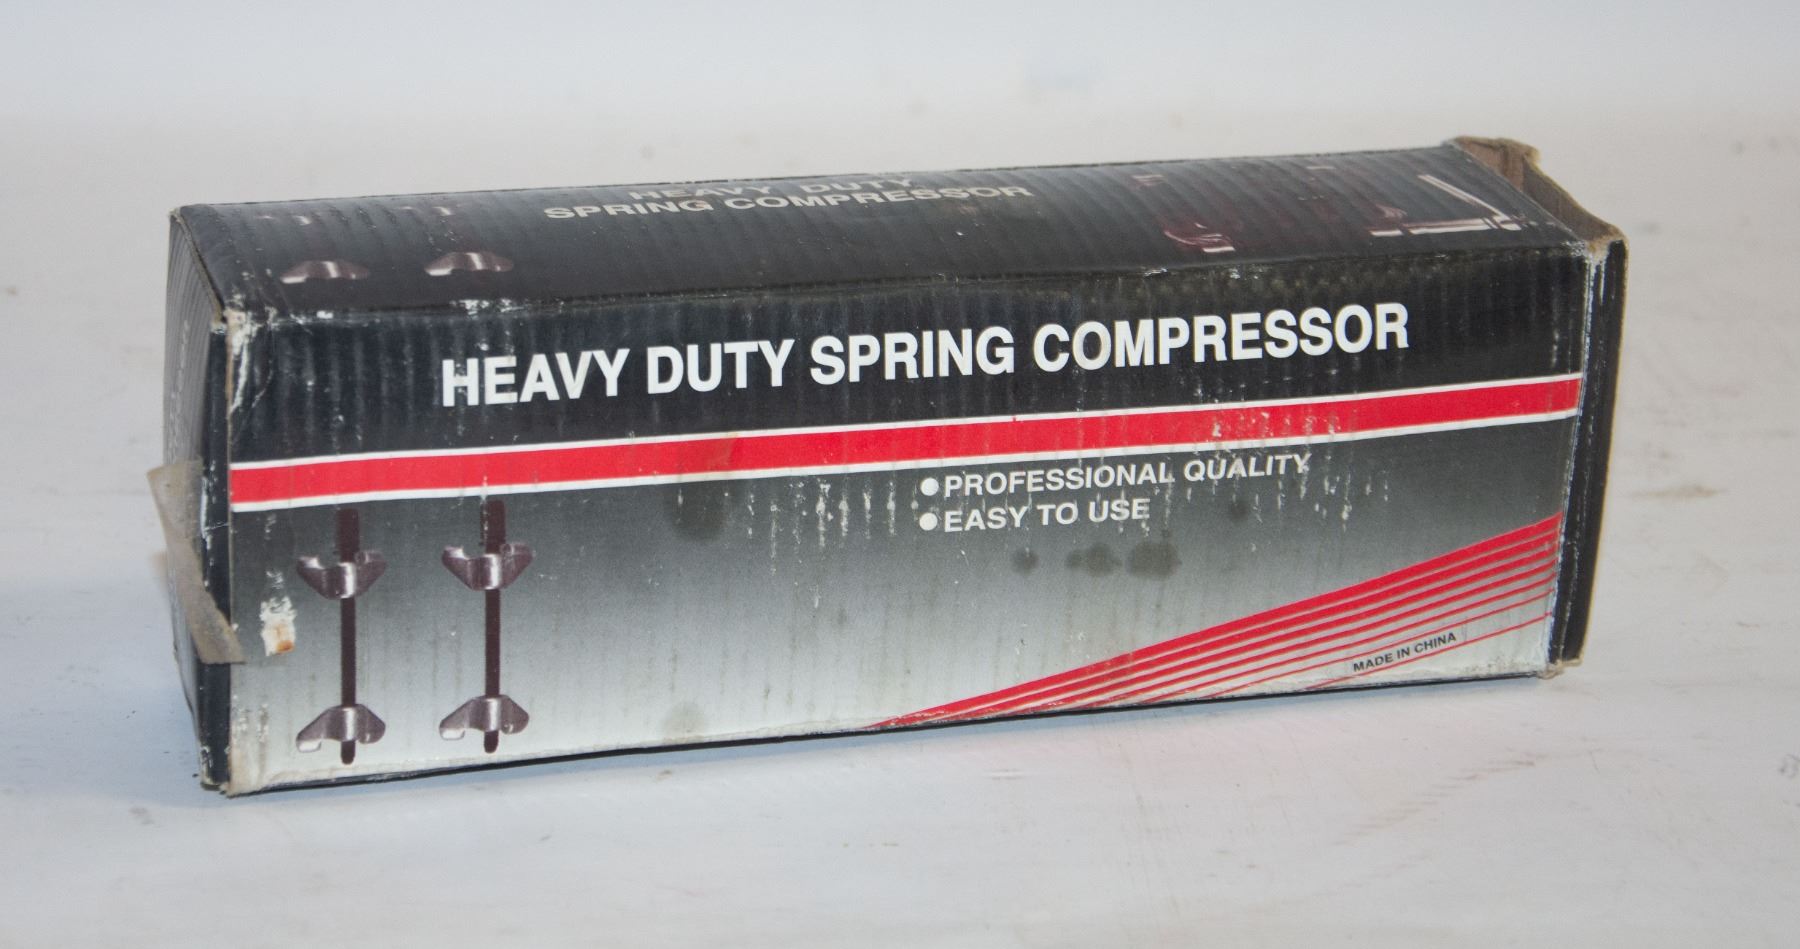 HEAVY DUTY
SPRING COMPRESSOR
HEAVY DUTY SPRING COMPRESSOR
●PROFESSIONAL QUALITY
●EASY TO USE
MADE IN CHINA